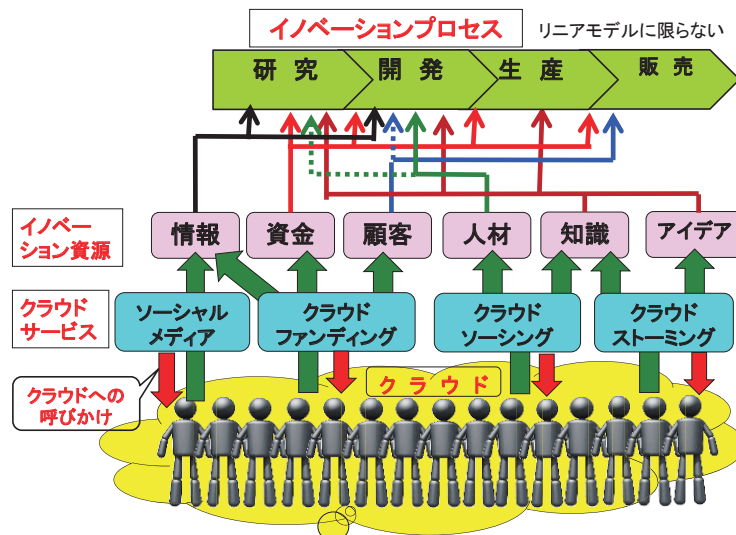 イノベーションプロセス
リニアモデルに限らない
研 究
開 発
生 産
販 売
イノベー
ション資源
情報
資金
顧客
人材
知識
アイデア
クラウド
サービス
ソーシャル
メディア
クラウド
ファンディング
クラウド
ソーシング
クラウド
ストーミング
クラウドへの
呼びかけ
ク ラ ウ ド